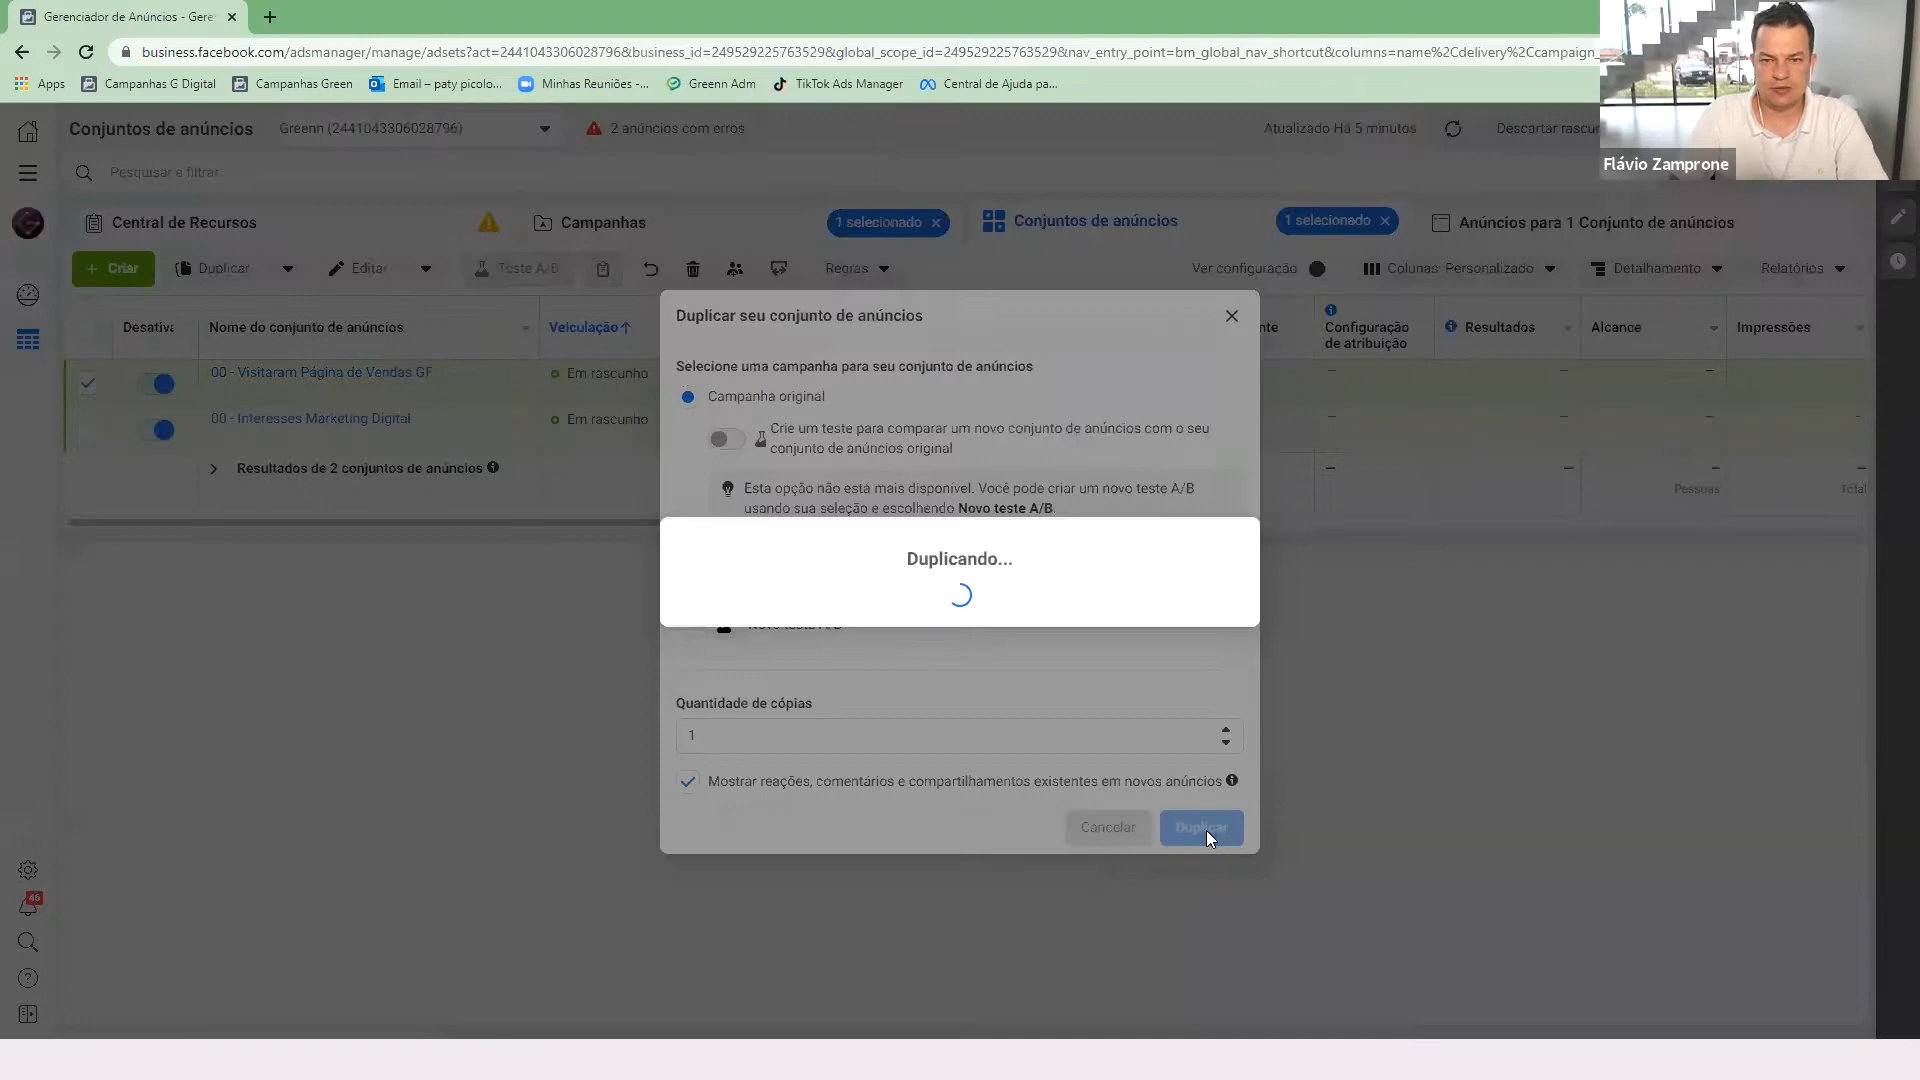 Gerenciador de Anúncios - Gere
business.facebook.com/adsmanager/manage/adsets?act=2441043306028796&business_id=249529225763529&global_scope_id=249529225763529&nav_entry_point=bm_global_nav_shortcut&columns=name%2Cdelivery%2Ccampaign_
Apps
Campanhas G Digital
Campanhas Green
Email – paty picolo...
Minhas Reuniões -...
Greenn Adm
TikTok Ads Manager
Central de Ajuda pa...
Flávio Zamprone
Conjuntos de anúncios
Greenn (2441043306028796)
2 anúncios com erros
Atualizado Há 5 minutos
Descartar rascu
Pesquisar e filtrar
Central de Recursos
Campanhas
1 selecionado
Conjuntos de anúncios
1 selecionado
Anúncios para 1 Conjunto de anúncios
+ Criar
Duplicar
Editar
Teste A/B
Regras
Ver configuração
Colunas: Personalizado
Detalhamento
Relatórios
Desativa
Nome do conjunto de anúncios
Veiculação↑
nte
Configuração
de atribuição
Resultados
Alcance
Impressões
00 - Visitaram Página de Vendas GF
Em rascunho
—
—
—
00 - Interesses Marketing Digital
Em rascunho
—
—
—
-
Resultados de 2 conjuntos de anúncios
—
—
—
—
Pessoas
Total
Duplicar seu conjunto de anúncios
Selecione uma campanha para seu conjunto de anúncios
Campanha original
Crie um teste para comparar um novo conjunto de anúncios com o seu
conjunto de anúncios original
Esta opção não está mais disponível. Você pode criar um novo teste A/B
usando sua seleção e escolhendo Novo teste A/B.
Duplicando...
Novo teste A/B
Quantidade de cópias
1
Mostrar reações, comentários e compartilhamentos existentes em novos anúncios
Cancelar
Duplicar
46